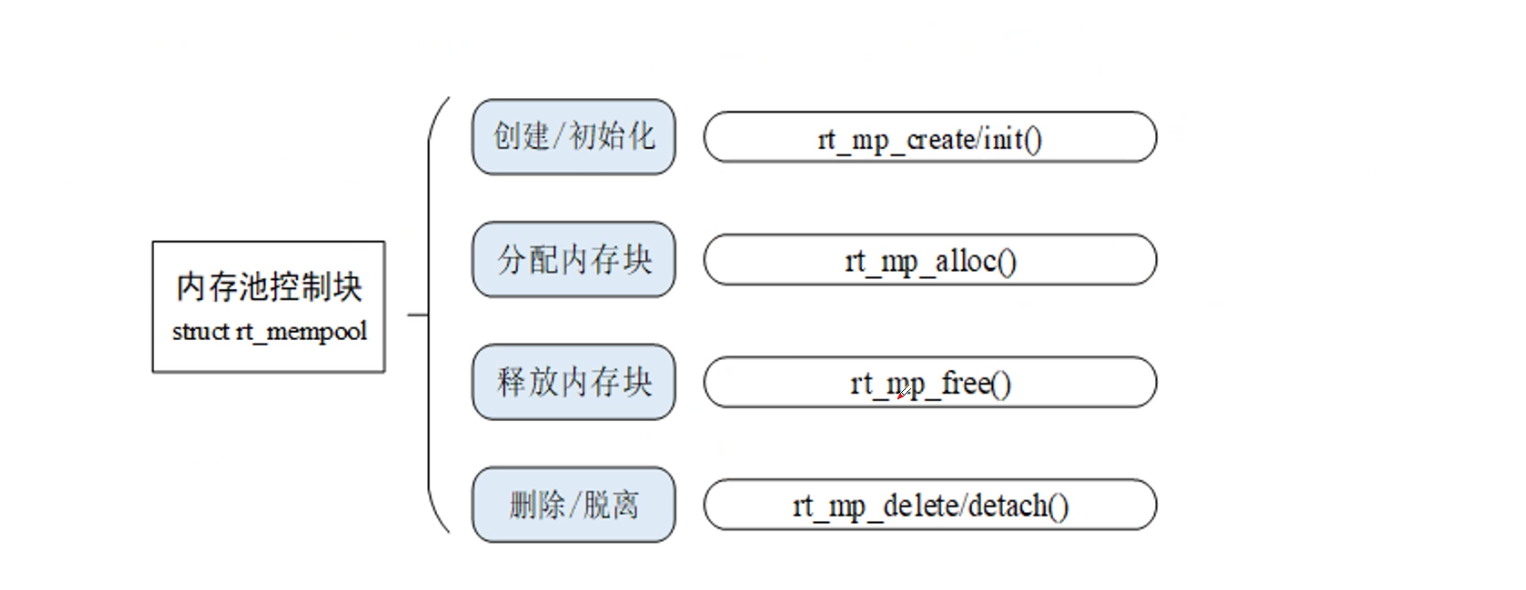 创建/初始化
rt_mp_create/init()
分配内存块
rt_mp_alloc()
内存池控制块
struct rt_mempool
释放内存块
rt_mp_free()
删除/脱离
rt_mp_delete/detach()